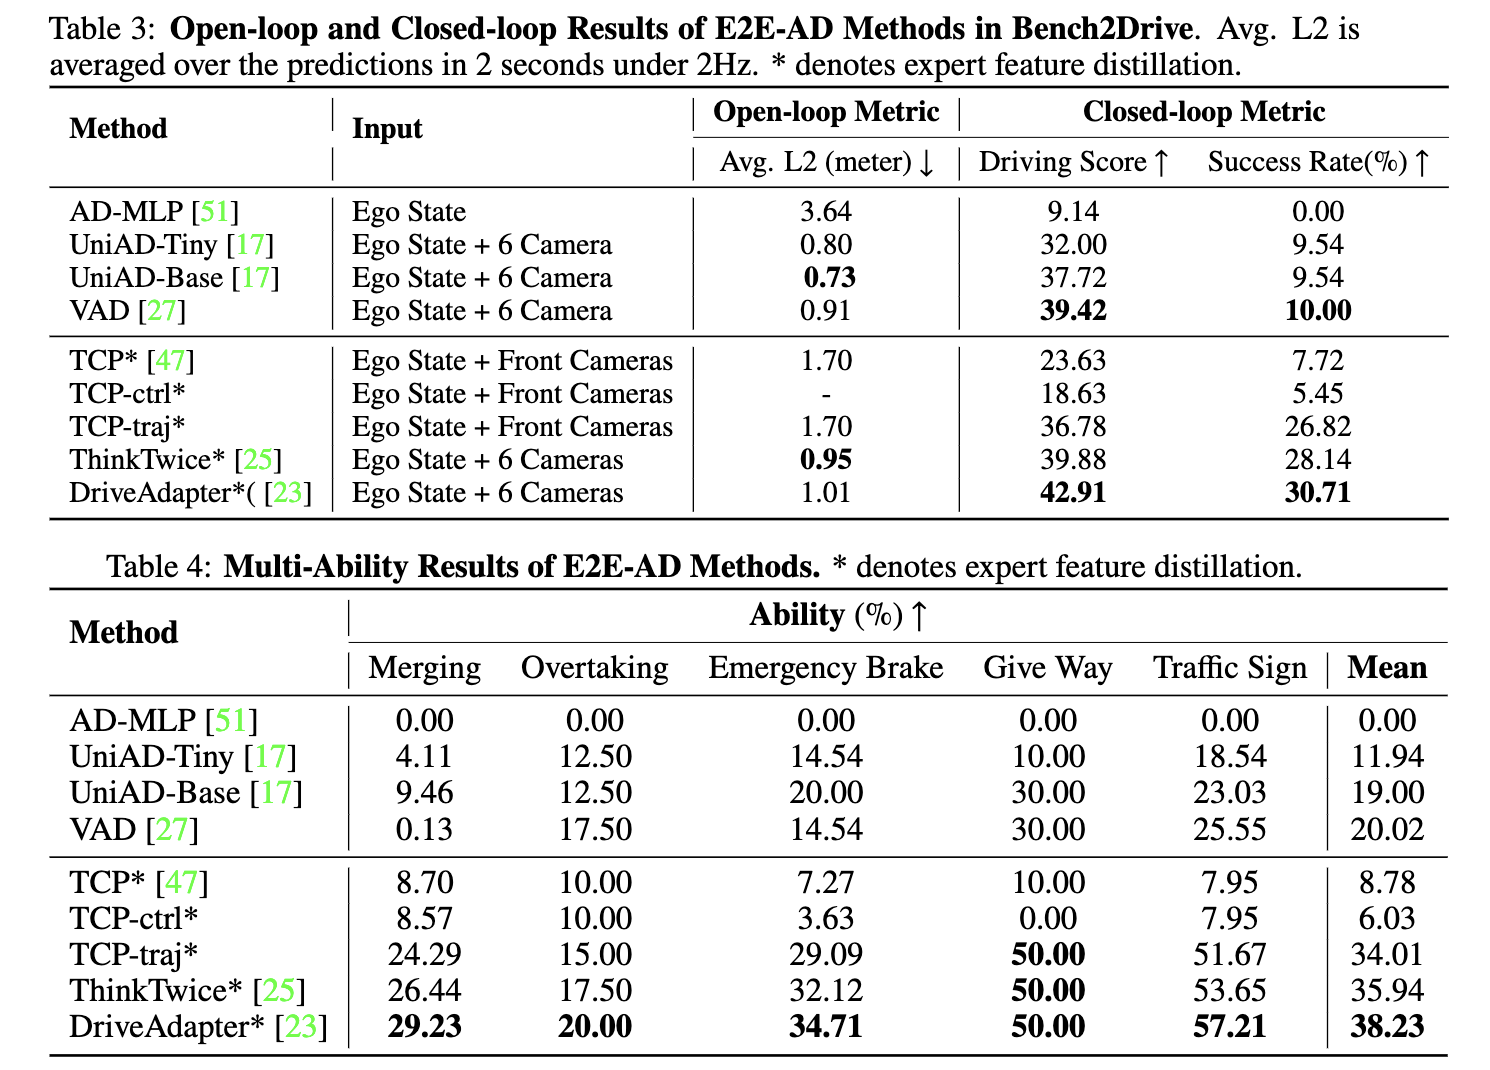 Table 3: Open-loop and Closed-loop Results of E2E-AD Methods in Bench2Drive. Avg. L2 is
averaged over the predictions in 2 seconds under 2Hz. * denotes expert feature distillation.
Method Input Open-loop Metric Closed-loop Metric
Avg. L2 (meter) ↓ Driving Score ↑ Success Rate(%) ↑
AD-MLP [51] Ego State 3.64 9.14 0.00
UniAD-Tiny [17] Ego State + 6 Camera 0.80 32.00 9.54
UniAD-Base [17] Ego State + 6 Camera 0.73 37.72 9.54
VAD [27] Ego State + 6 Camera 0.91 39.42 10.00
TCP* [47] Ego State + Front Cameras 1.70 23.63 7.72
TCP-ctrl* Ego State + Front Cameras - 18.63 5.45
TCP-traj* Ego State + Front Cameras 1.70 36.78 26.82
ThinkTwice* [25] Ego State + 6 Cameras 0.95 39.88 28.14
DriveAdapter*( [23] Ego State + 6 Cameras 1.01 42.91 30.71
Table 4: Multi-Ability Results of E2E-AD Methods. * denotes expert feature distillation.
Method Ability (%) ↑
Merging Overtaking Emergency Brake Give Way Traffic Sign Mean
AD-MLP [51] 0.00 0.00 0.00 0.00 0.00 0.00
UniAD-Tiny [17] 4.11 12.50 14.54 10.00 18.54 11.94
UniAD-Base [17] 9.46 12.50 20.00 30.00 23.03 19.00
VAD [27] 0.13 17.50 14.54 30.00 25.55 20.02
TCP* [47] 8.70 10.00 7.27 10.00 7.95 8.78
TCP-ctrl* 8.57 10.00 3.63 0.00 7.95 6.03
TCP-traj* 24.29 15.00 29.09 50.00 51.67 34.01
ThinkTwice* [25] 26.44 17.50 32.12 50.00 53.65 35.94
DriveAdapter* [23] 29.23 20.00 34.71 50.00 57.21 38.23